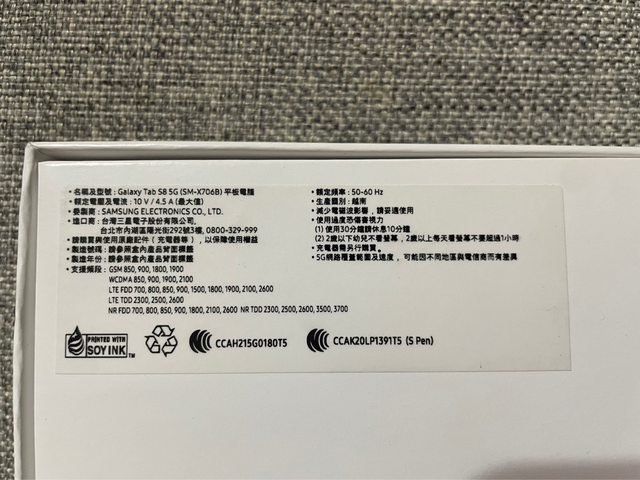 • 名稱及型號 : Galaxy Tab S8 5G (SM-X706B) 平板電腦
• 額定電壓及電流 : 10 V / 4.5 A (最大值)
• 委製商 : SAMSUNG ELECTRONICS CO., LTD.
• 進口商 : 台灣三星電子股份有限公司
台北市內湖區陽光街292號3樓, 0800-329-999
• 請購買與使用原廠配件 (充電器等) , 以保障使用權益
• 製造號碼 : 請參照盒內產品背面標籤
• 製造年份 : 請參照盒內產品背面標籤
• 支援頻段 : GSM 850, 900, 1800, 1900
WCDMA 850, 900, 1900, 2100
LTE FDD 700, 800, 850, 900, 1500, 1800, 1900, 2100, 2600
LTE TDD 2300, 2500, 2600
NR FDD 700, 800, 850, 900, 1800, 2100, 2600 NR TDD 2300, 2500, 2600, 3500, 3700
• 額定頻率 : 50-60 Hz
• 生產國別 : 越南
• 減少電磁波影響, 請妥適使用
• 使用過度恐傷害視力
(1) 使用30分鐘請休息10分鐘
(2) 2歲以下幼兒不看螢幕, 2歲以上每天看螢幕不要超過1小時
• 充電器需另行購買。
• 5G網路覆蓋範圍及速度, 可能因不同地區與電信商而有差異
PRINTED WITH
SOY INK™
CCAH215G0180T5
CCAK20LP1391T5 (S Pen)